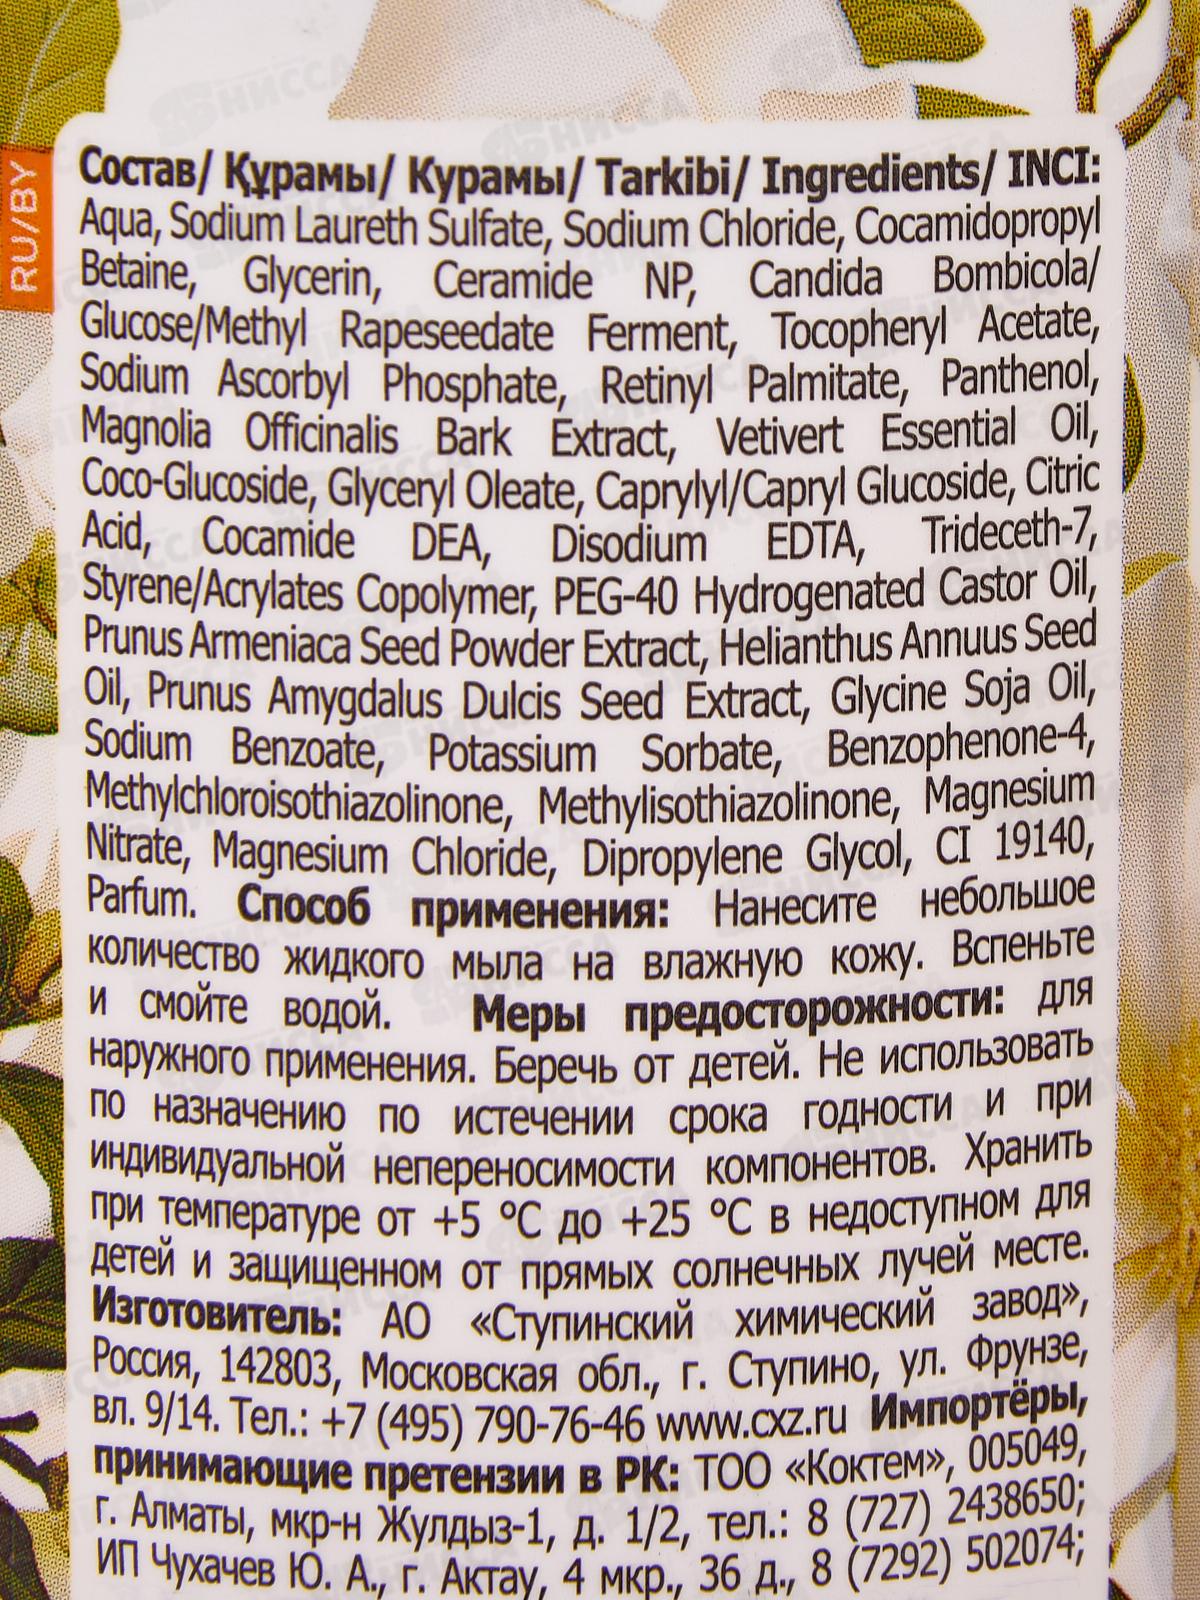 RU/BY
Состав/ Құрамы/ Курамы/ Tarkibi/ Ingredients/ INCI:
Aqua, Sodium Laureth Sulfate, Sodium Chloride, Cocamidopropyl
Betaine, Glycerin, Ceramide NP, Candida Bombicola/
Glucose/Methyl Rapeseedate Ferment, Tocopheryl Acetate,
Sodium Ascorbyl Phosphate, Retinyl Palmitate, Panthenol,
Magnolia Officinalis Bark Extract, Vetivert Essential Oil,
Coco-Glucoside, Glyceryl Oleate, Caprylyl/Capryl Glucoside, Citric
Acid, Cocamide DEA, Disodium EDTA, Trideceth-7,
Styrene/Acrylates Copolymer, PEG-40 Hydrogenated Castor Oil,
Prunus Armeniaca Seed Powder Extract, Helianthus Annuus Seed
Oil, Prunus Amygdalus Dulcis Seed Extract, Glycine Soja Oil,
Sodium Benzoate, Potassium Sorbate, Benzophenone-4,
Methylchloroisothiazolinone, Methylisothiazolinone, Magnesium
Nitrate, Magnesium Chloride, Dipropylene Glycol, CI 19140,
Parfum. Способ применения: Нанесите небольшое
количество жидкого мыла на влажную кожу. Вспеньте
и смойте водой. Меры предосторожности: для
наружного применения. Беречь от детей. Не использовать
по назначению по истечении срока годности и при
индивидуальной непереносимости компонентов. Хранить
при температуре от +5 °C до +25 °C в недоступном для
детей и защищенном от прямых солнечных лучей месте.
Изготовитель: АО «Ступинский химический завод»,
Россия, 142803, Московская обл., г. Ступино, ул. Фрунзе,
вл. 9/14. Тел.: +7 (495) 790-76-46 www.cxz.ru Импортёры,
принимающие претензии в РК: ТОО «Коктем», 005049,
г. Алматы, мкр-н Жулдыз-1, д. 1/2, тел.: 8 (727) 2438650;
ИП Чухачев Ю. А., г. Актау, 4 мкр., 36 д., 8 (7292) 502074;